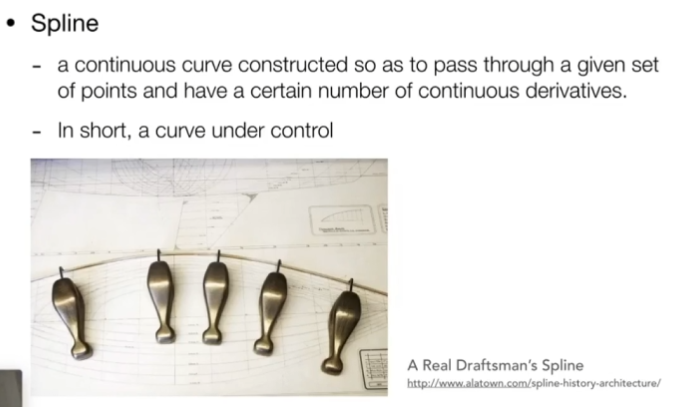 • Spline
- a continuous curve constructed so as to pass through a given set
of points and have a certain number of continuous derivatives.
- In short, a curve under control
A Real Draftsman's Spline
http://www.alatown.com/spline-history-architecture/